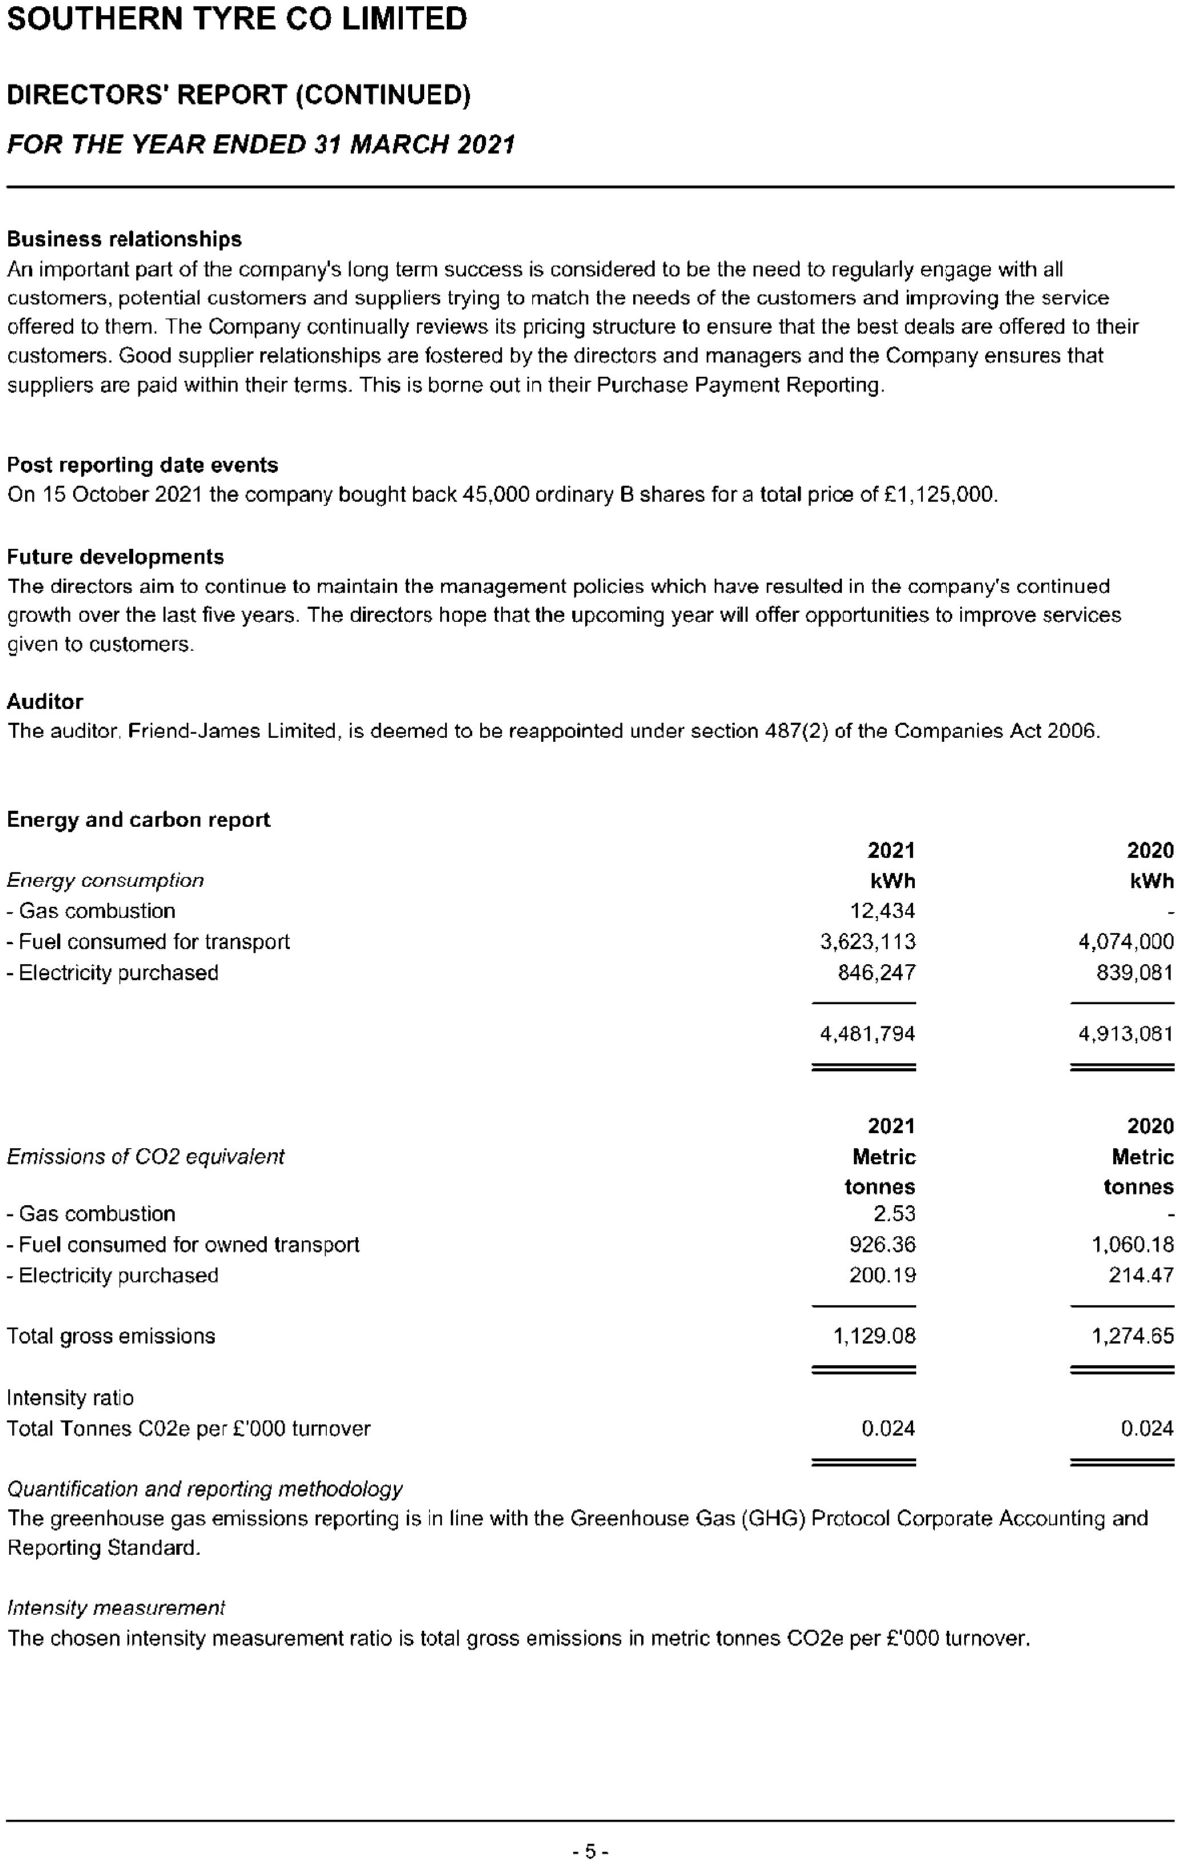 SOUTHERN TYRE CO LIMITED
DIRECTORS' REPORT (CONTINUED)
FOR THE YEAR ENDED 31 MARCH 2021
Business relationships
An important part of the company's long term success is considered to be the need to regularly engage with all
customers, potential customers and suppliers trying to match the needs of the customers and improving the service
offered to them. The Company continually reviews its pricing structure to ensure that the best deals are offered to their
customers. Good supplier relationships are fostered by the directors and managers and the Company ensures that
suppliers are paid within their terms. This is borne out in their Purchase Payment Reporting.
Post reporting date events
On 15 October 2021 the company bought back 45,000 ordinary B shares for a total price of £1,125,000.
Future developments
The directors aim to continue to maintain the management policies which have resulted in the company's continued
growth over the last five years. The directors hope that the upcoming year will offer opportunities to improve services
given to customers.
Auditor
The auditor, Friend-James Limited, is deemed to be reappointed under section 487(2) of the Companies Act 2006.
Energy and carbon report
2021 2020
Energy consumption kWh kWh
- Gas combustion 12,434 -
- Fuel consumed for transport 3,623,113 4,074,000
- Electricity purchased 846,247 839,081
4,481,794 4,913,081
2021 2020
Emissions of CO2 equivalent Metric Metric
tonnes tonnes
- Gas combustion 2.53 -
- Fuel consumed for owned transport 926.36 1,060.18
- Electricity purchased 200.19 214.47
Total gross emissions 1,129.08 1,274.65
Intensity ratio
Total Tonnes C02e per £'000 turnover 0.024 0.024
Quantification and reporting methodology
The greenhouse gas emissions reporting is in line with the Greenhouse Gas (GHG) Protocol Corporate Accounting and
Reporting Standard.
Intensity measurement
The chosen intensity measurement ratio is total gross emissions in metric tonnes CO2e per £'000 turnover.
- 5 -